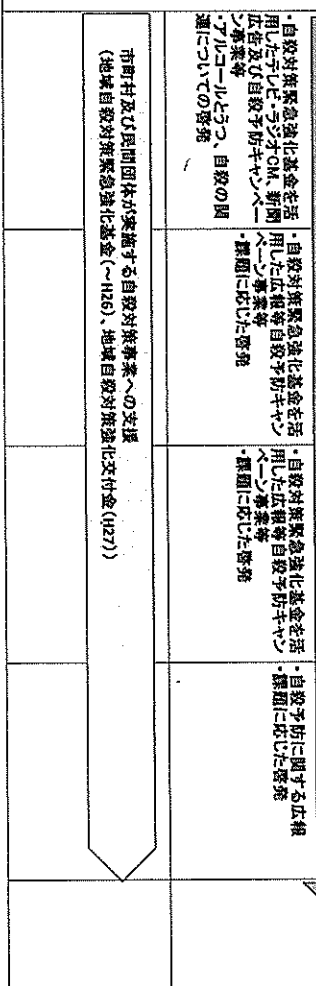 ・自殺対策緊急強化基金を活
用したテレビ・ラジオCM、新聞
広告及び自殺予防キャンペー
ン事業等
・アルコールとうつ、自殺の関
連についての啓発
・自殺対策緊急強化基金を活
用した広報等自殺予防キャン
ペーン事業等
・課題に応じた啓発
・自殺対策緊急強化基金を活
用した広報等自殺予防キャン
ペーン事業等
・課題に応じた啓発
・自殺予防に関する広報
・課題に応じた啓発
市町村及び民間団体が実施する自殺対策事業への支援
(地域自殺対策緊急強化基金(~H26)、地域自殺対策強化交付金(H27))